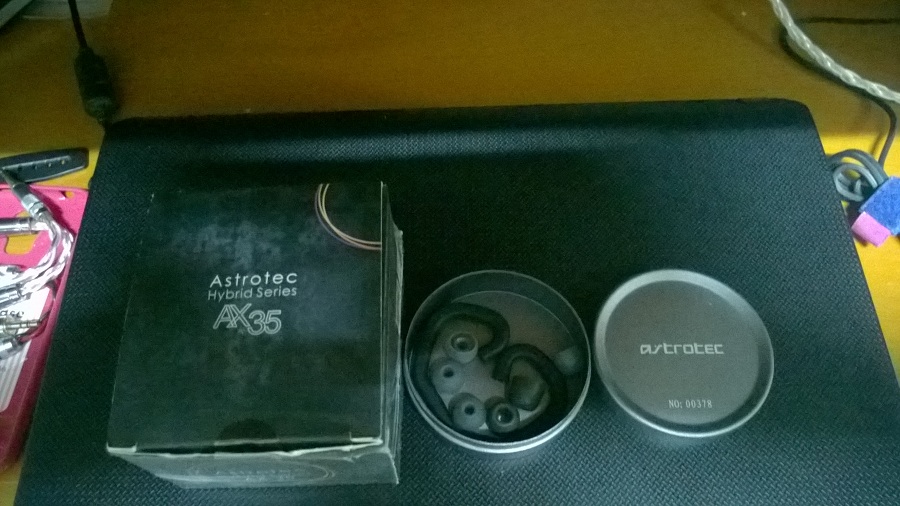 Astrotec
Hybrid Series
AX35
astrotec
NO: 00378